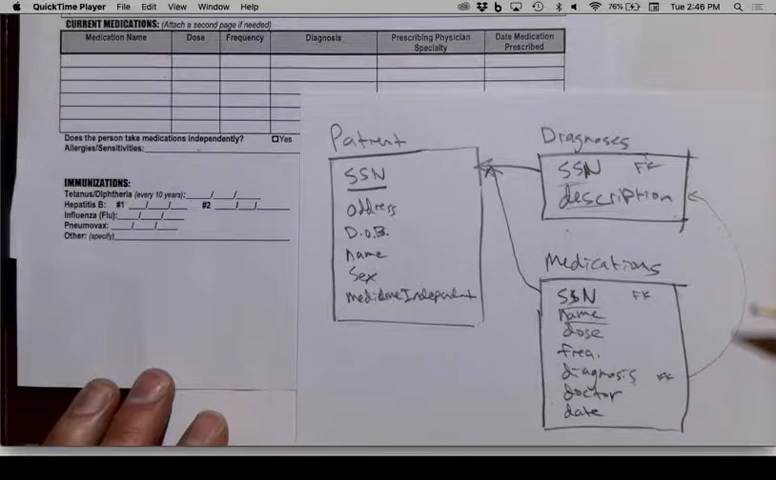 QuickTime Player File Edit View Window Help
76% Tue 2:46 PM
CURRENT MEDICATIONS: (Attach a second page if needed)
Medication Name Dose Frequency Diagnosis Prescribing Physician Specialty Date Medication Prescribed
Does the person take medications independently? Yes
Allergies/Sensitivities:
IMMUNIZATIONS:
Tetanus/Diphtheria (every 10 years): / /
Hepatitis B: #1 / / #2 / /
Influenza (Flu): / /
Pneumovax: / /
Other: (specify)
Patient
SSN
address
D.O.B.
name
Sex
medicineIndependent
Diagnoses
SSN FK
description
Medications
SSN FK
name
dose
freq.
diagnosis FK
doctor
date